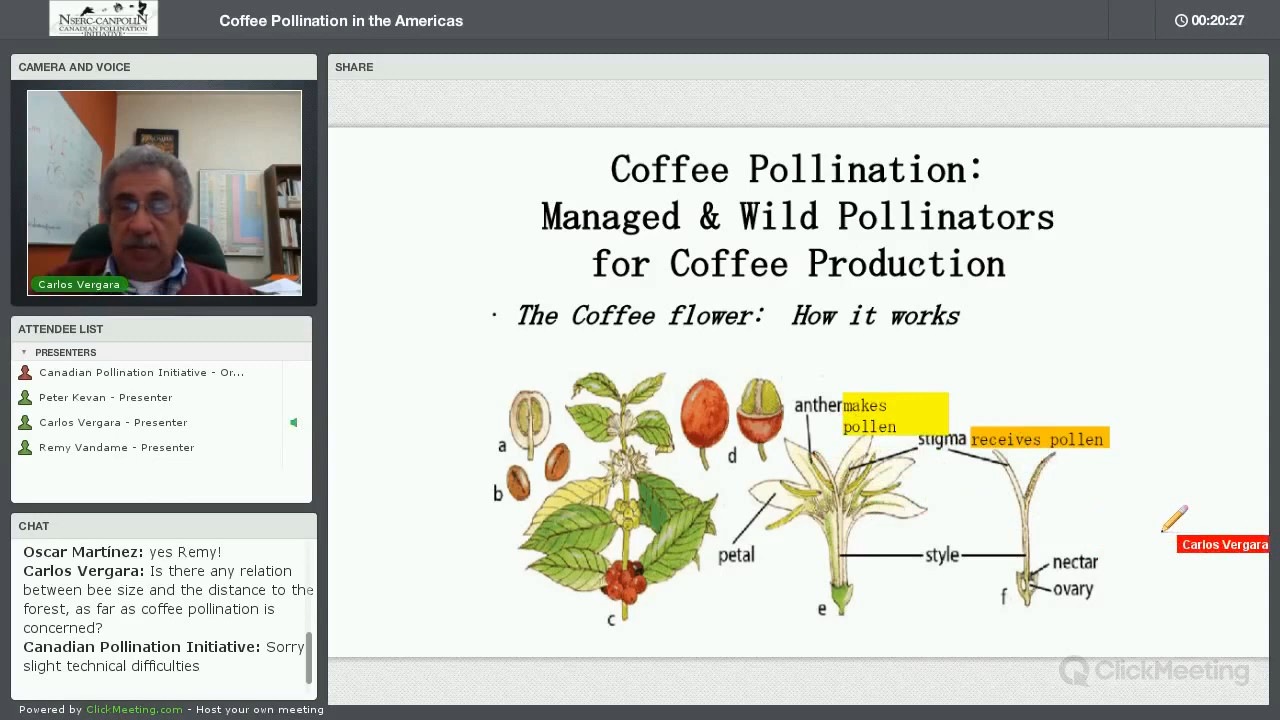 NSERC-CANPOLIN
CANADIAN POLLINATION
INITIATIVE
Coffee Pollination in the Americas
00:20:27
CAMERA AND VOICE
Carlos Vergara
ATTENDEE LIST
PRESENTERS
Canadian Pollination Initiative - Or...
Peter Kevan - Presenter
Carlos Vergara - Presenter
Remy Vandame - Presenter
CHAT
Oscar Martínez: yes Remy!
Carlos Vergara: Is there any relation
between bee size and the distance to the
forest, as far as coffee pollination is
concerned?
Canadian Pollination Initiative: Sorry
slight technical difficulties
Powered by ClickMeeting.com - Host your own meeting
SHARE
Coffee Pollination:
Managed & Wild Pollinators
for Coffee Production
· The Coffee flower: How it works
anther
makes
pollen
stigma
receives pollen
a
b
c
d
petal
style
nectar
ovary
e
f
Carlos Vergara
ClickMeeting